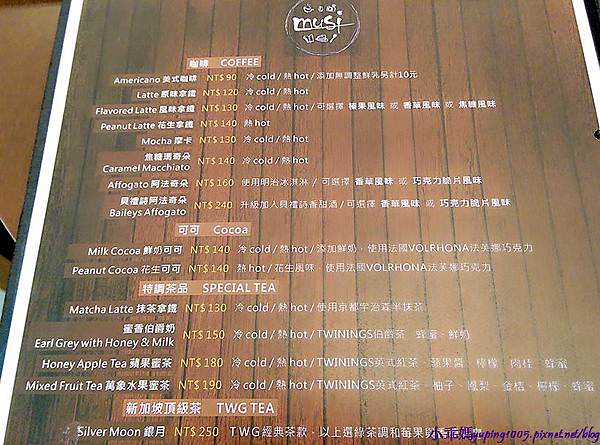 musi
咖啡 COFFEE
Americano 美式咖啡 NT$ 90 冷 cold / 熱 hot / 添加無調整鮮乳另計10元
Latte 原味拿鐵 NT$ 120 冷 cold / 熱 hot
Flavored Latte 風味拿鐵 NT$ 130 冷 cold / 熱 hot / 可選擇 榛果風味 或 香草風味 或 焦糖風味
Peanut Latte 花生拿鐵 NT$ 140 熱 hot
Mocha 摩卡 NT$ 130 冷 cold / 熱 hot
焦糖瑪奇朵
Caramel Macchiato NT$ 140 冷 cold / 熱 hot
Affogato 阿法奇朵 NT$ 160 使用明治冰淇淋 / 可選擇 香草風味 或 巧克力脆片風味
貝禮詩阿法奇朵
Baileys Affogato NT$ 240 升級加入貝禮詩香甜酒 / 可選擇 香草風味 或 巧克力脆片風味
可可 Cocoa
Milk Cocoa 鮮奶可可 NT$ 140 冷 cold / 熱 hot / 添加鮮奶、使用法國VOLRHONA法芙娜巧克力
Peanut Cocoa 花生可可 NT$ 140 熱 hot / 花生風味、使用法國VOLRHONA法芙娜巧克力
特調茶品 SPECIAL TEA
Matcha Latte 抹茶拿鐵 NT$ 130 冷 cold / 熱 hot / 使用京都宇治森半抹茶
蜜香伯爵奶
Earl Grey with Honey & Milk NT$ 150 冷 cold / 熱 hot / TWININGS伯爵茶、蜂蜜、鮮奶
Honey Apple Tea 蘋果蜜茶 NT$ 180 冷 cold / 熱 hot / TWININGS英式紅茶、蘋果醬、檸檬、肉桂、蜂蜜
Mixed Fruit Tea 萬象水果蜜茶 NT$ 190 冷 cold / 熱 hot / TWININGS英式紅茶、柚子、鳳梨、金桔、檸檬、蜂蜜
新加坡頂級茶 TWG TEA
Silver Moon 銀月 NT$ 250 TWG經典茶款、以上選綠茶調和莓果與
小乖媽yuping1005.pixnet.net/blog